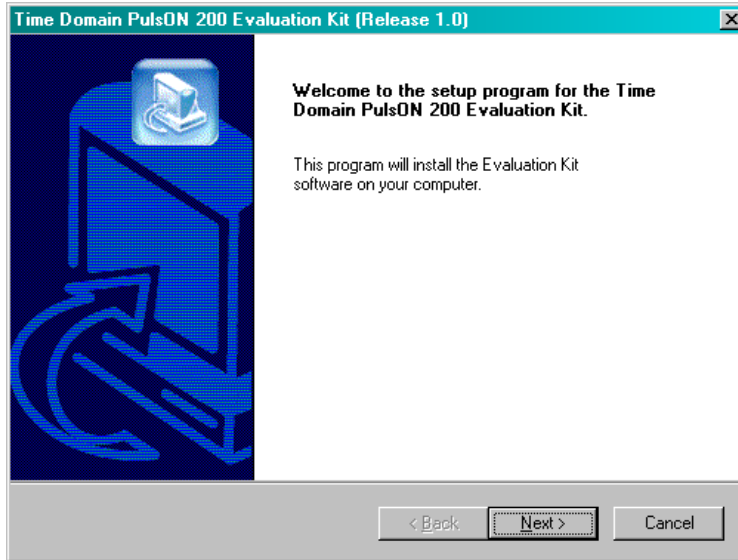 Time Domain PulsON 200 Evaluation Kit (Release 1.0)
Welcome to the setup program for the Time
Domain PulsON 200 Evaluation Kit.
This program will install the Evaluation Kit
software on your computer.
< Back
Next >
Cancel